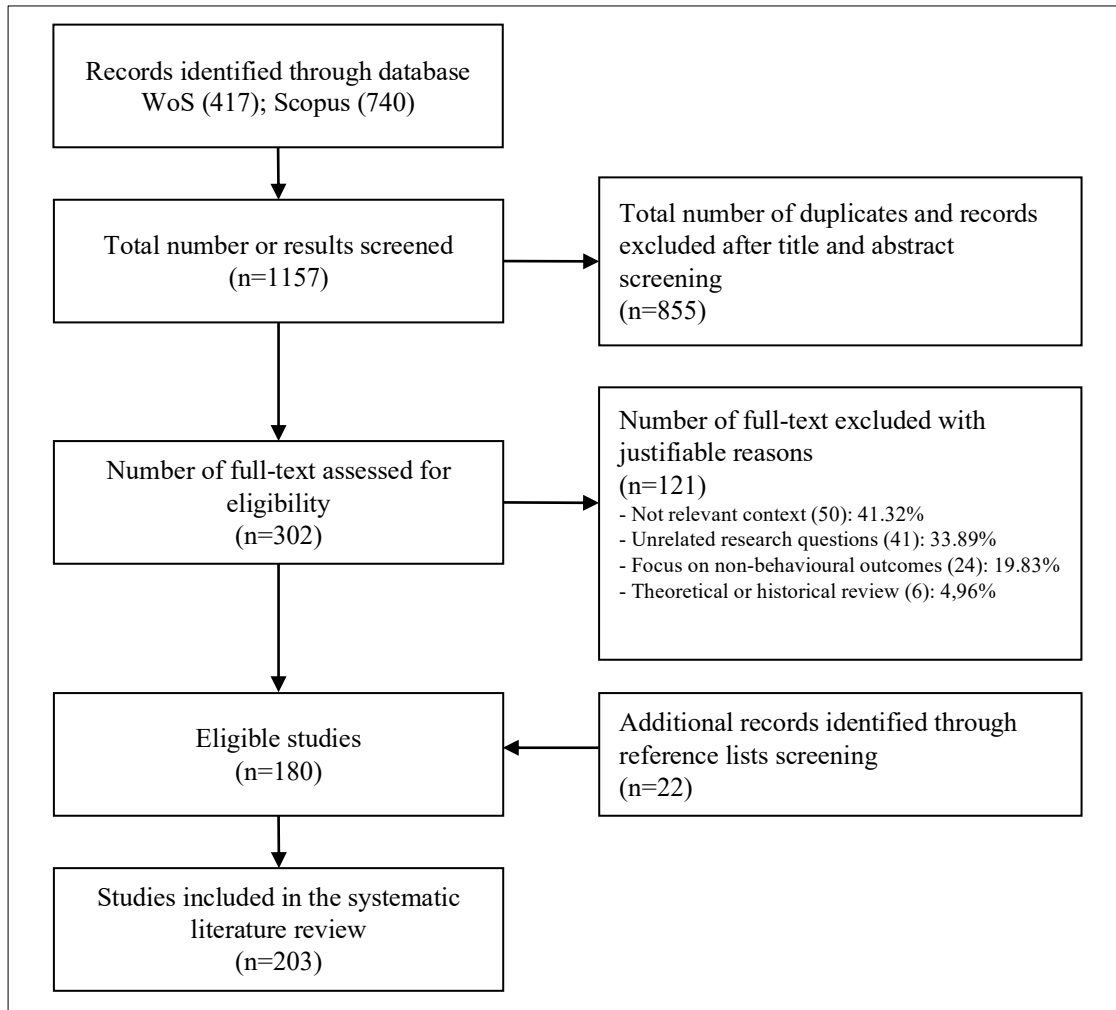 Records identified through database
WoS (417); Scopus (740)
Total number or results screened
(n=1157)
Total number of duplicates and records
excluded after title and abstract
screening
(n=855)
Number of full-text assessed for
eligibility
(n=302)
Number of full-text excluded with
justifiable reasons
(n=121)
- Not relevant context (50): 41.32%
- Unrelated research questions (41): 33.89%
- Focus on non-behavioural outcomes (24): 19.83%
- Theoretical or historical review (6): 4,96%
Eligible studies
(n=180)
Additional records identified through
reference lists screening
(n=22)
Studies included in the systematic
literature review
(n=203)